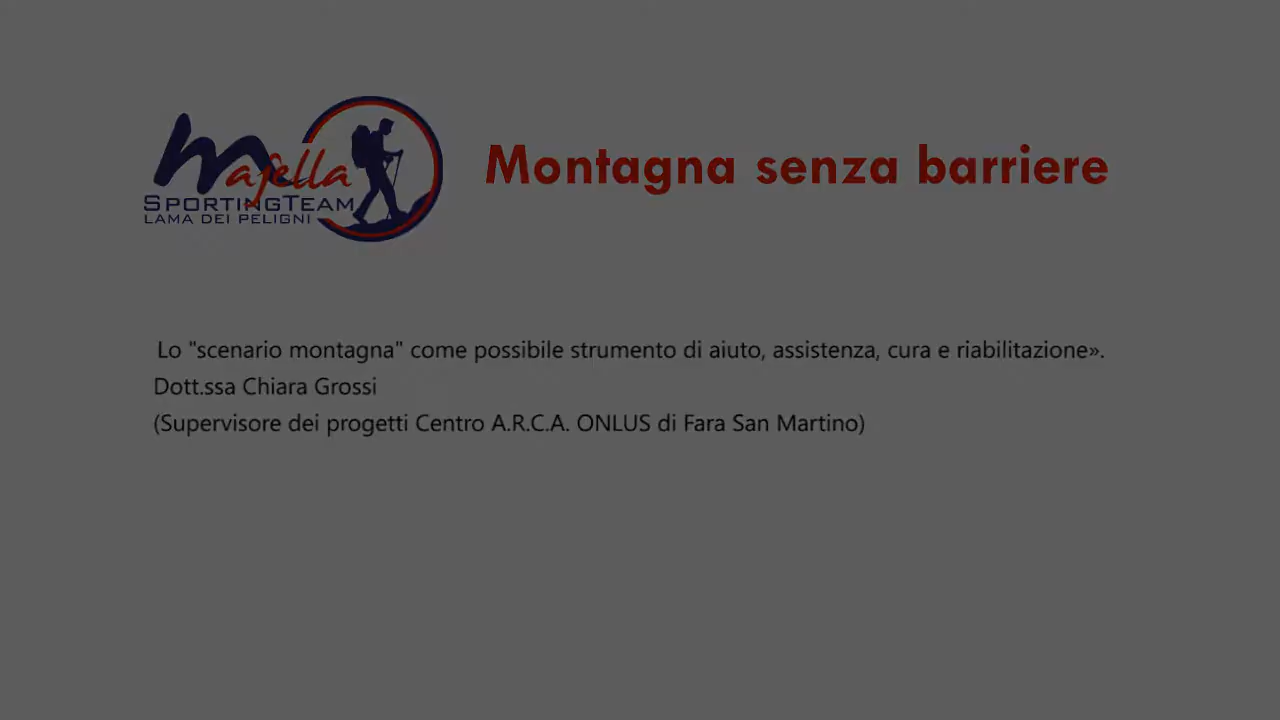 Majella
SPORTINGTEAM
LAMA DEI PELIGNI
Montagna senza barriere
Lo "scenario montagna" come possibile strumento di aiuto, assistenza, cura e riabilitazione».
Dott.ssa Chiara Grossi
(Supervisore dei progetti Centro A.R.C.A. ONLUS di Fara San Martino)